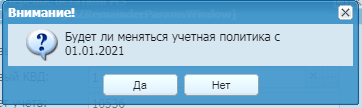 Внимание!
Будет ли меняться учетная политика с
01.01.2021
Да
Нет